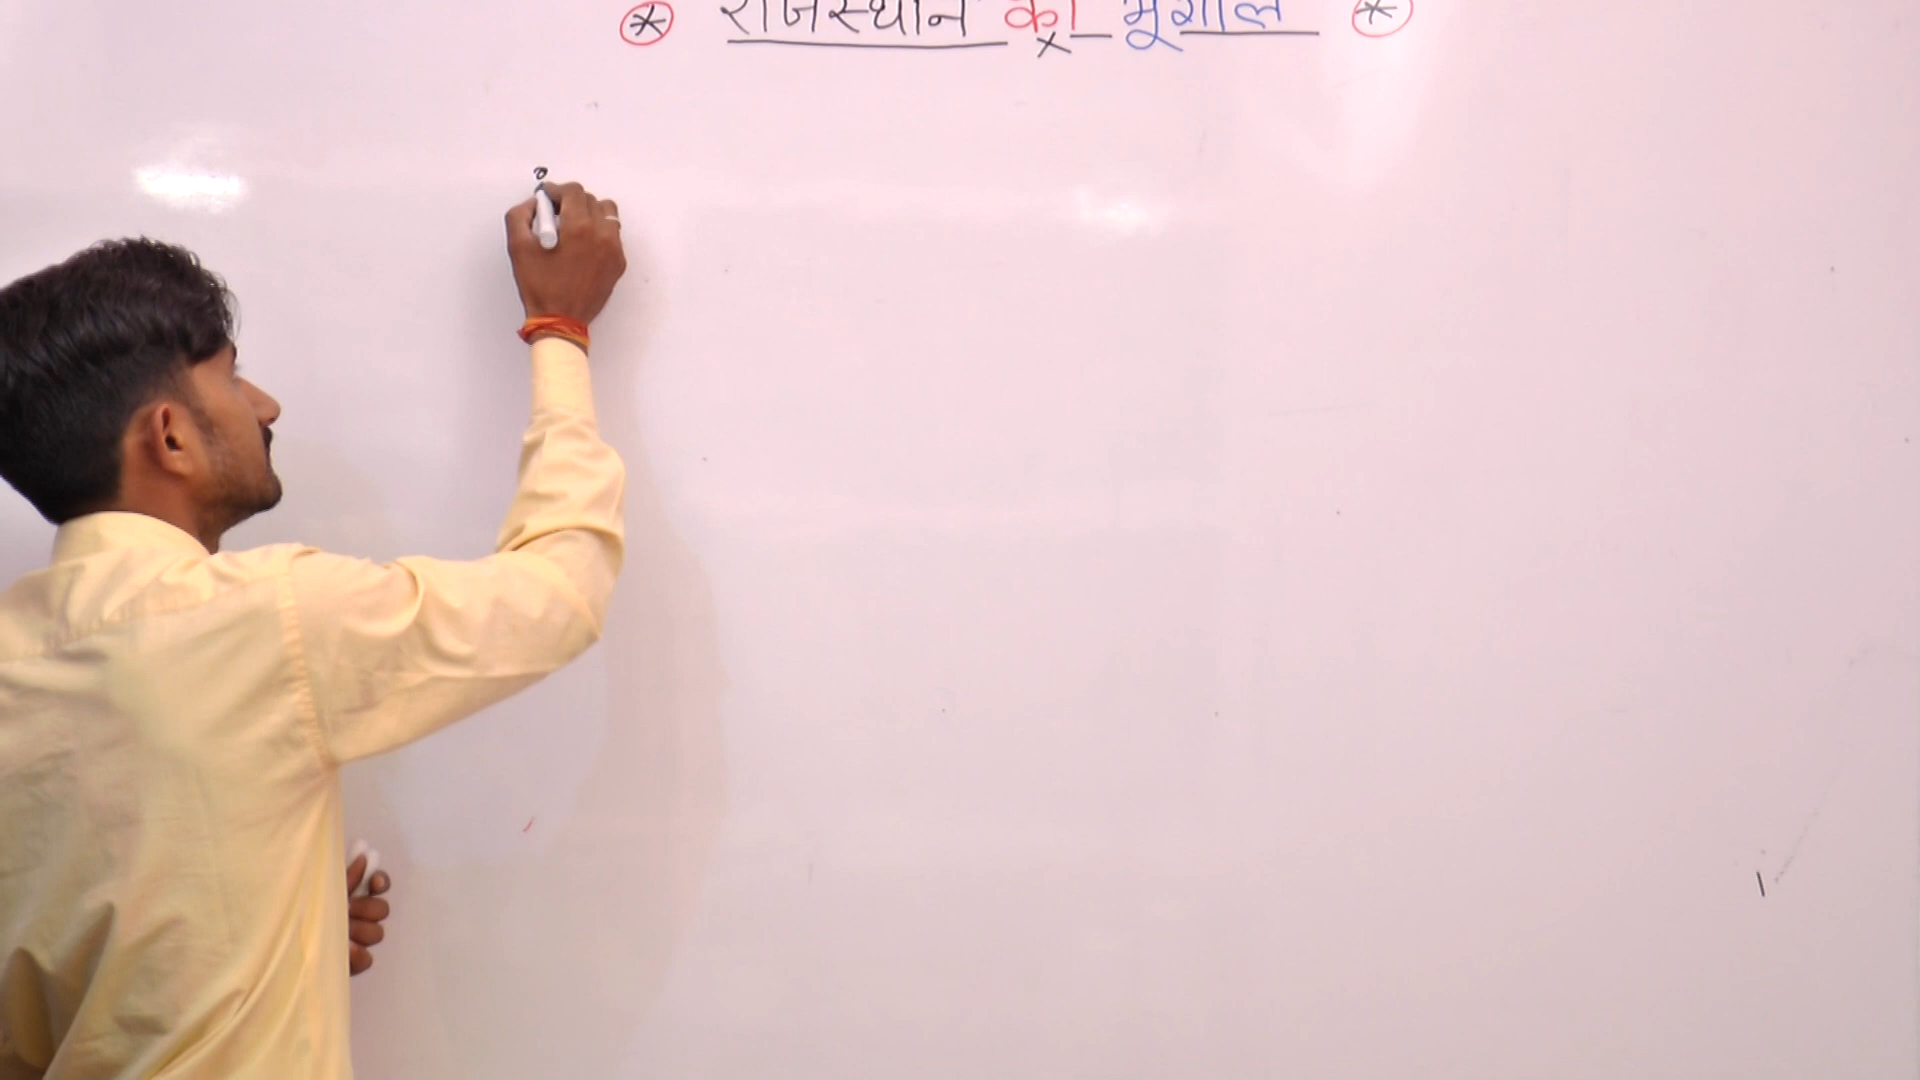 * राजस्थान का भूगोल *